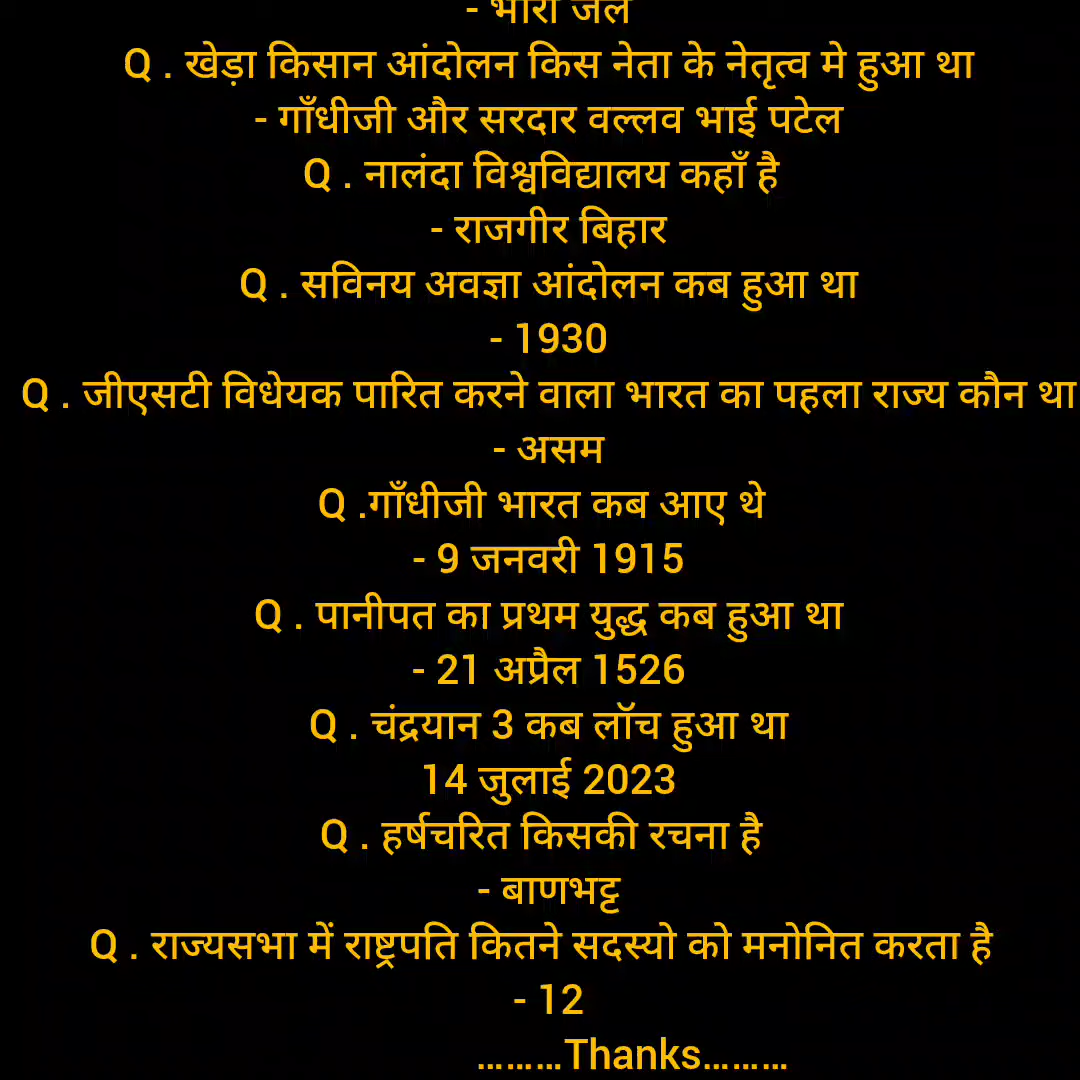 - भारी जल
Q . खेड़ा किसान आंदोलन किस नेता के नेतृत्व मे हुआ था
- गाँधीजी और सरदार वल्लव भाई पटेल
Q . नालंदा विश्वविद्यालय कहाँ है
- राजगीर बिहार
Q . सविनय अवज्ञा आंदोलन कब हुआ था
- 1930
Q . जीएसटी विधेयक पारित करने वाला भारत का पहला राज्य कौन था
- असम
Q .गाँधीजी भारत कब आए थे
- 9 जनवरी 1915
Q . पानीपत का प्रथम युद्ध कब हुआ था
- 21 अप्रैल 1526
Q . चंद्रयान 3 कब लॉच हुआ था
14 जुलाई 2023
Q . हर्षचरित किसकी रचना है
- बाणभट्ट
Q . राज्यसभा में राष्ट्रपति कितने सदस्यो को मनोनित करता है
- 12
.........Thanks.........